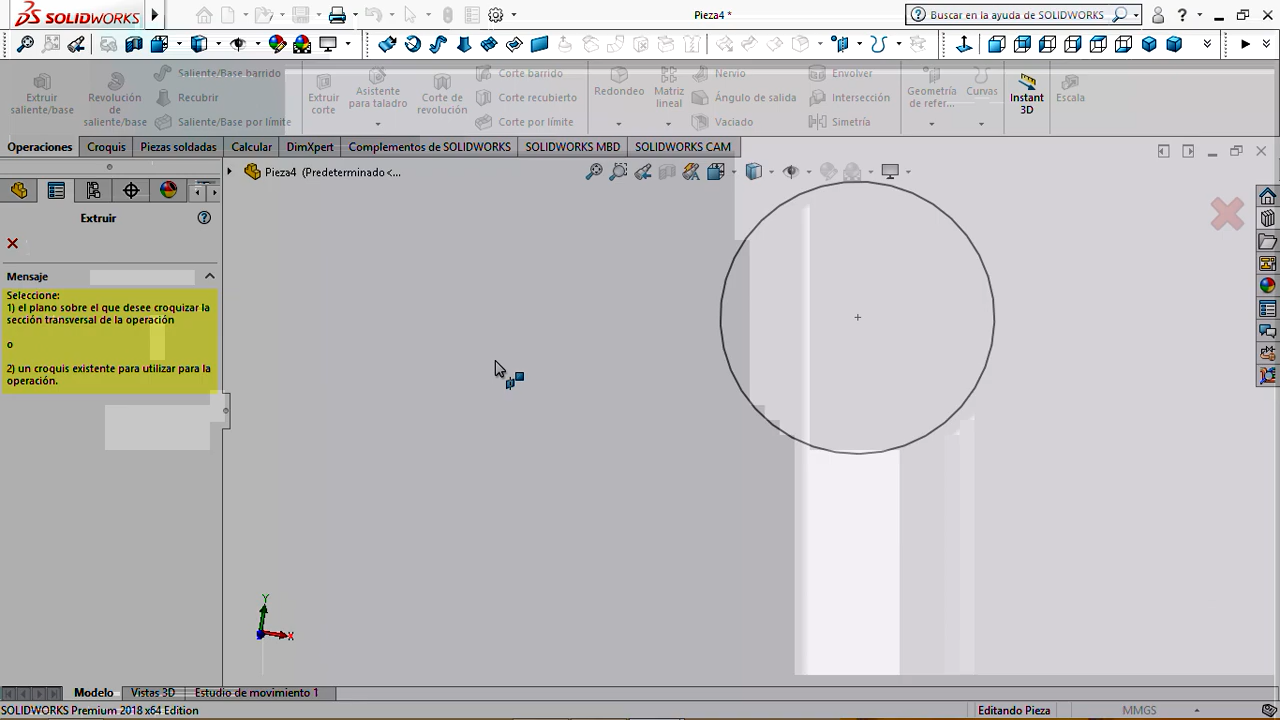 SOLIDWORKS
Pieza4 *
Buscar en la ayuda de SOLIDWORKS
Extruir saliente/base
Revolución de saliente/base
Saliente/Base barrido
Recubrir
Saliente/Base por límite
Extruir corte
Asistente para taladro
Corte de revolución
Corte barrido
Corte recubierto
Corte por límite
Redondeo
Matriz lineal
Nervio
Ángulo de salida
Vaciado
Envolver
Intersección
Simetría
Geometría de refer...
Curvas
Instant 3D
Escala
Operaciones
Croquis
Piezas soldadas
Calcular
DimXpert
Complementos de SOLIDWORKS
SOLIDWORKS MBD
SOLIDWORKS CAM
Pieza4 (Predeterminado<...
Extruir
Mensaje
Seleccione:
1) el plano sobre el que desee croquizar la
sección transversal de la operación
o
2) un croquis existente para utilizar para la
operación.
Y
X
Modelo
Vistas 3D
Estudio de movimiento 1
SOLIDWORKS Premium 2018 x64 Edition
Editando Pieza
MMGS